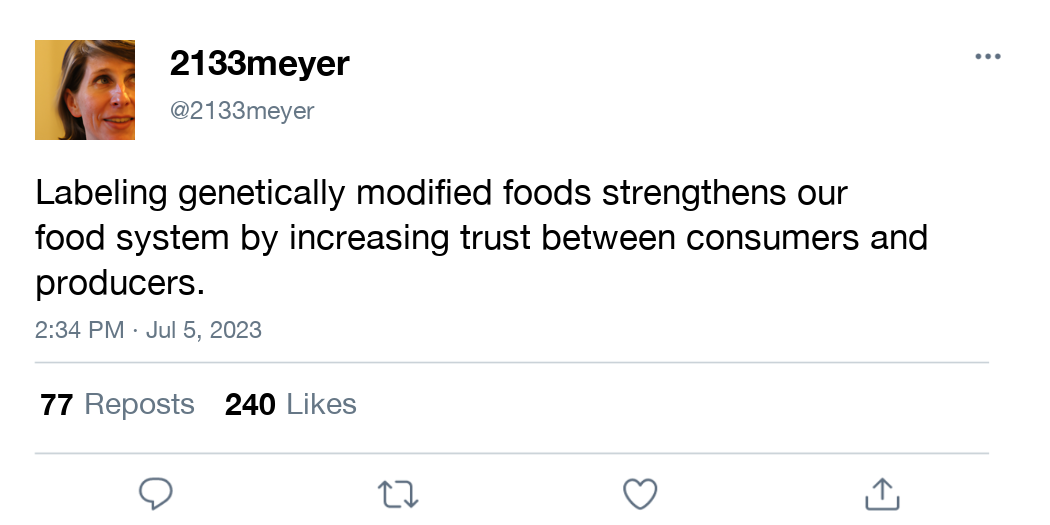 2133meyer
@2133meyer
Labeling genetically modified foods strengthens our
food system by increasing trust between consumers and
producers.
2:34 PM · Jul 5, 2023
77 Reposts 240 Likes